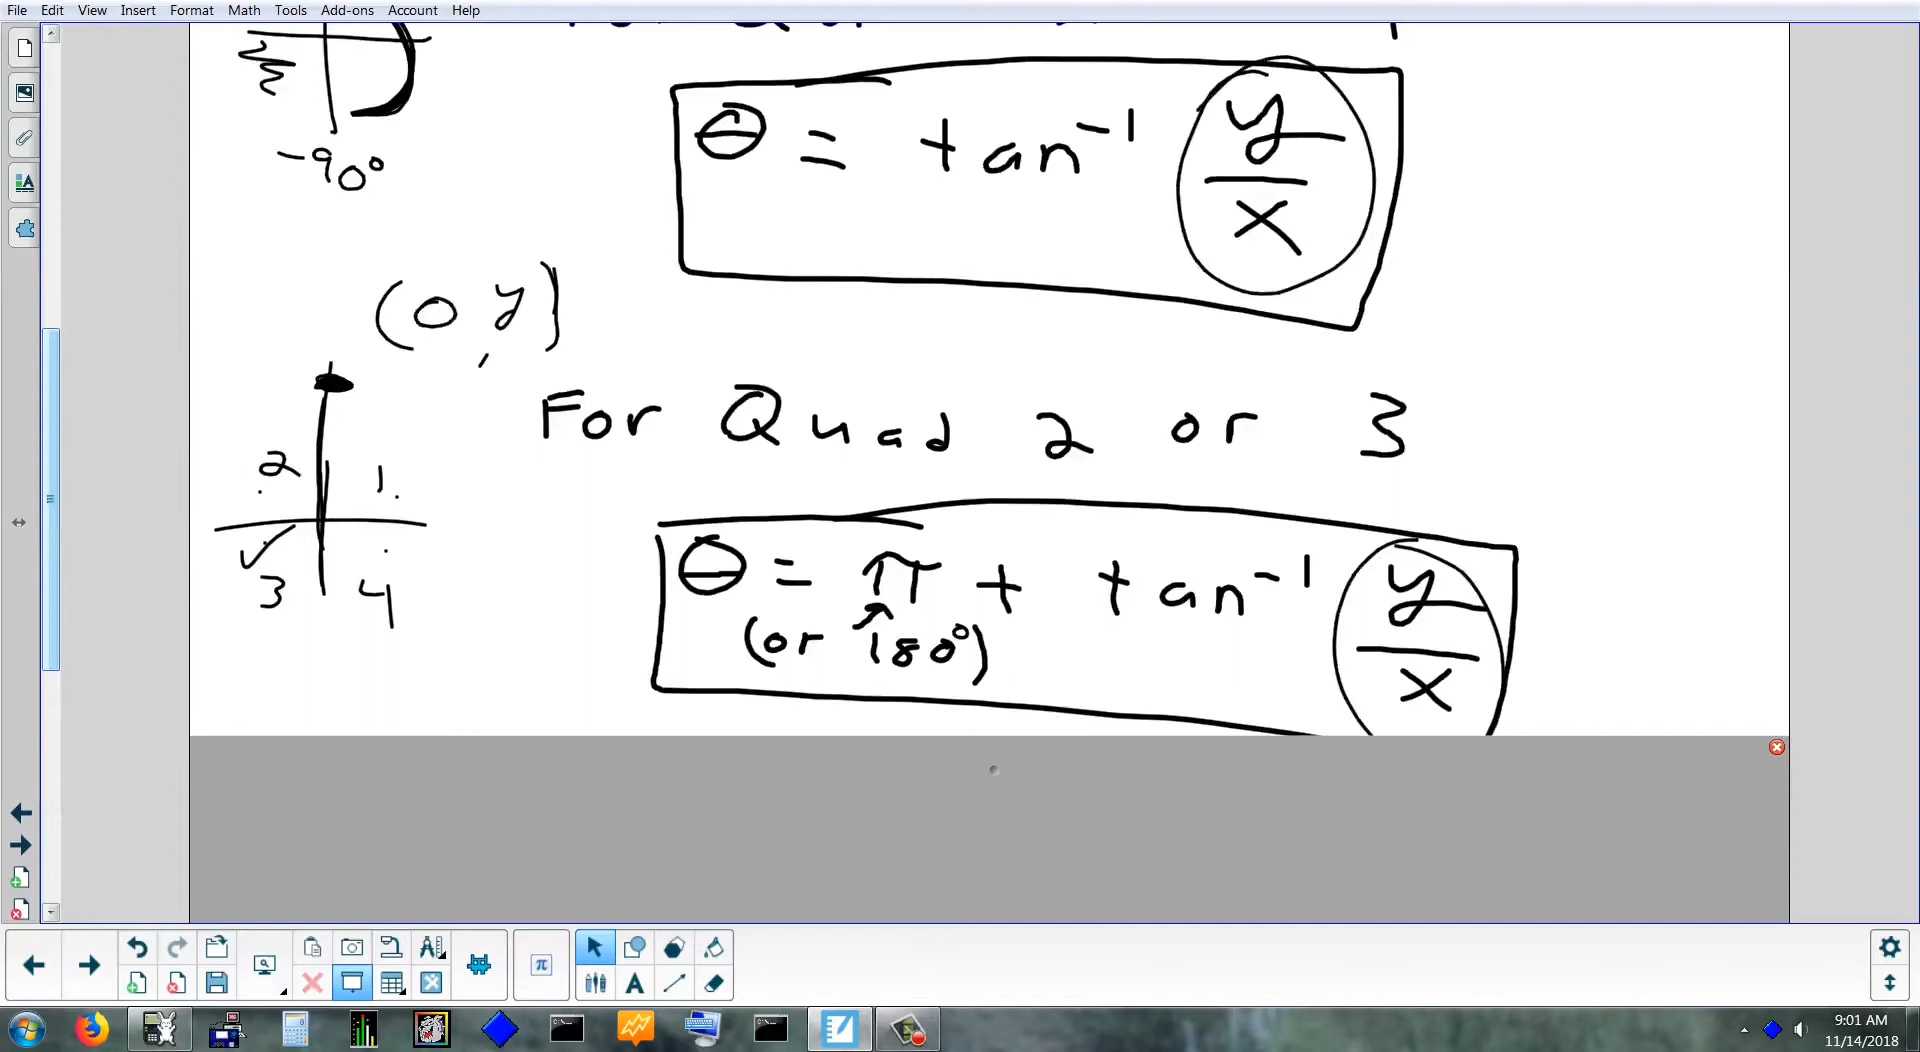 File Edit View Insert Format Math Tools Add-ons Account Help
-90°
θ = tan⁻¹ y/x
(0, y)
For Quad 2 or 3
2 1
3 4
θ = π + tan⁻¹ y/x
(or 180°)
9:01 AM
11/14/2018